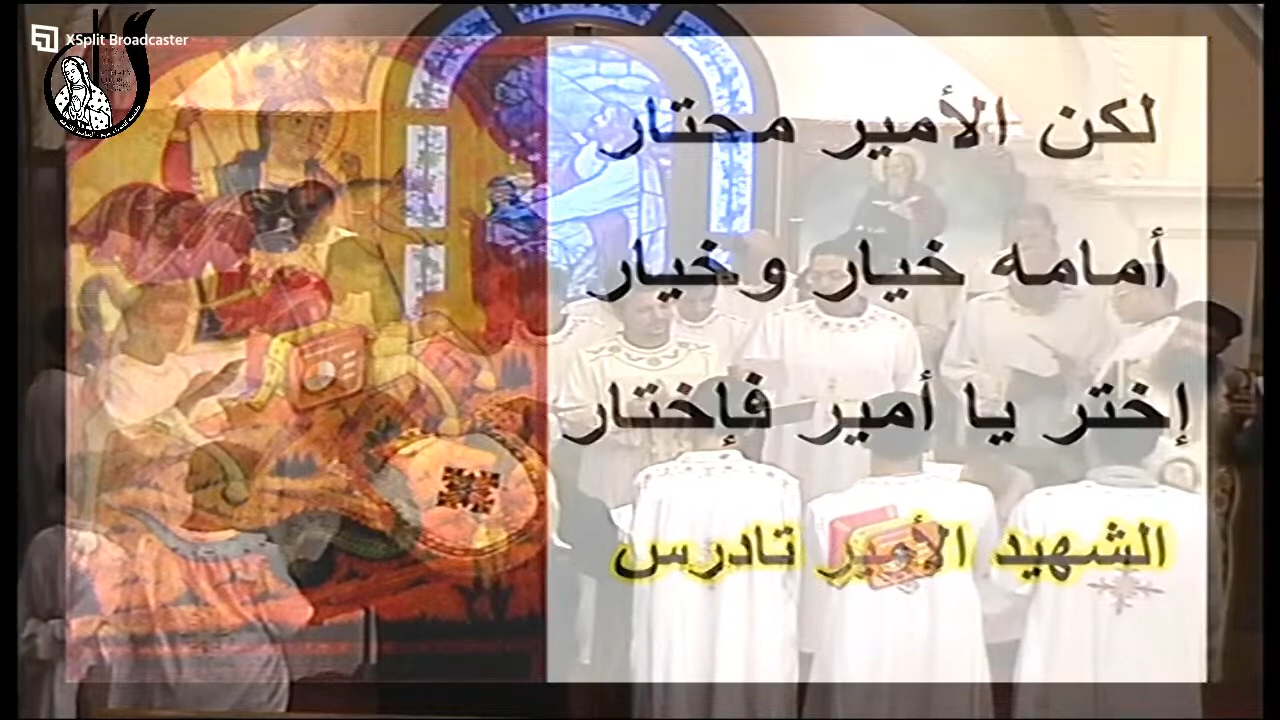 XSplit Broadcaster
لكن الأمير محتار
أمامه خيار وخيار
إختر يا أمير فإختار
الشهيد الأمير تادرس